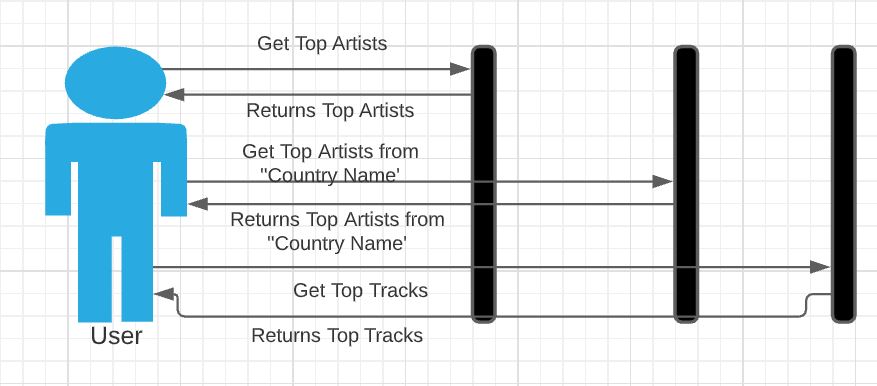 Get Top Artists
Returns Top Artists
Get Top Artists from
"Country Name'
Returns Top Artists from
"Country Name'
Get Top Tracks
Returns Top Tracks
User